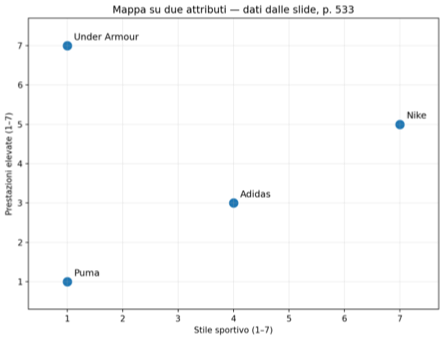 Mappa su due attributi — dati dalle slide, p. 533
Under Armour
Nike
Adidas
Puma
Prestazioni elevate (1–7)
7
6
5
4
3
2
1
1 2 3 4 5 6 7
Stile sportivo (1–7)